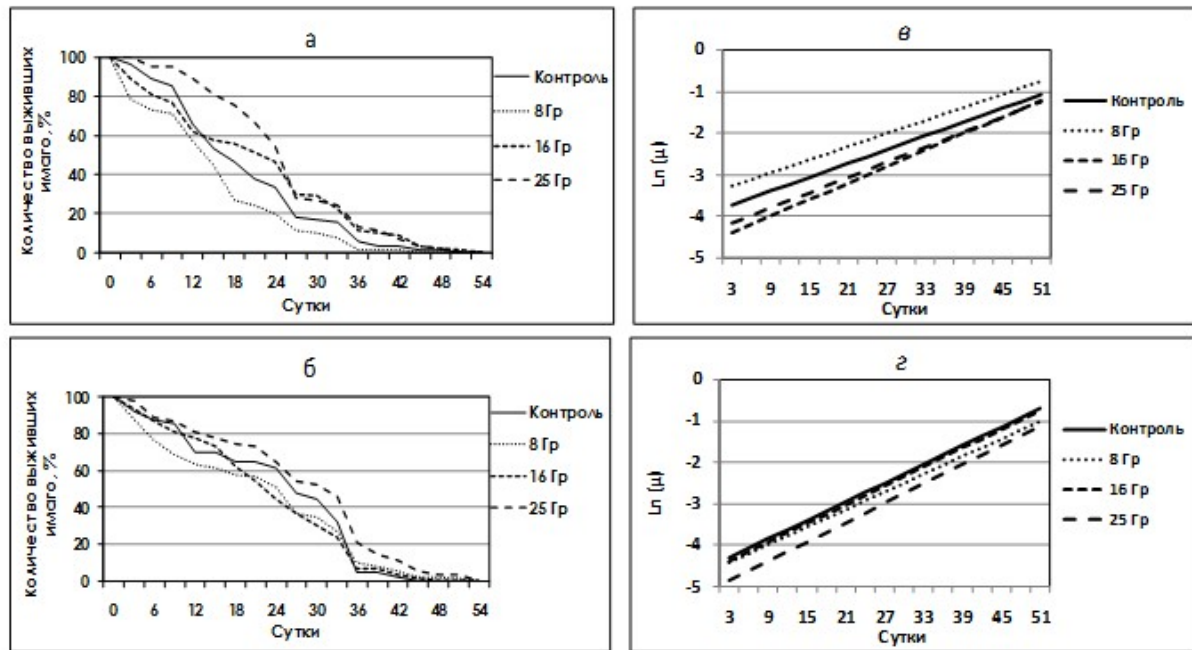 а
Количество выживших имаго, %
100
80
60
40
20
0
0 6 12 18 24 30 36 42 48 54
Сутки
Контроль
8 Гр
16 Гр
25 Гр
в
Ln (μ)
0
-1
-2
-3
-4
-5
3 9 15 21 27 33 39 45 51
Сутки
Контроль
8 Гр
16 Гр
25 Гр
б
Количество выживших имаго, %
100
80
60
40
20
0
0 6 12 18 24 30 36 42 48 54
Сутки
Контроль
8 Гр
16 Гр
25 Гр
г
Ln (μ)
0
-1
-2
-3
-4
-5
3 9 15 21 27 33 39 45 51
Сутки
Контроль
8 Гр
16 Гр
25 Гр